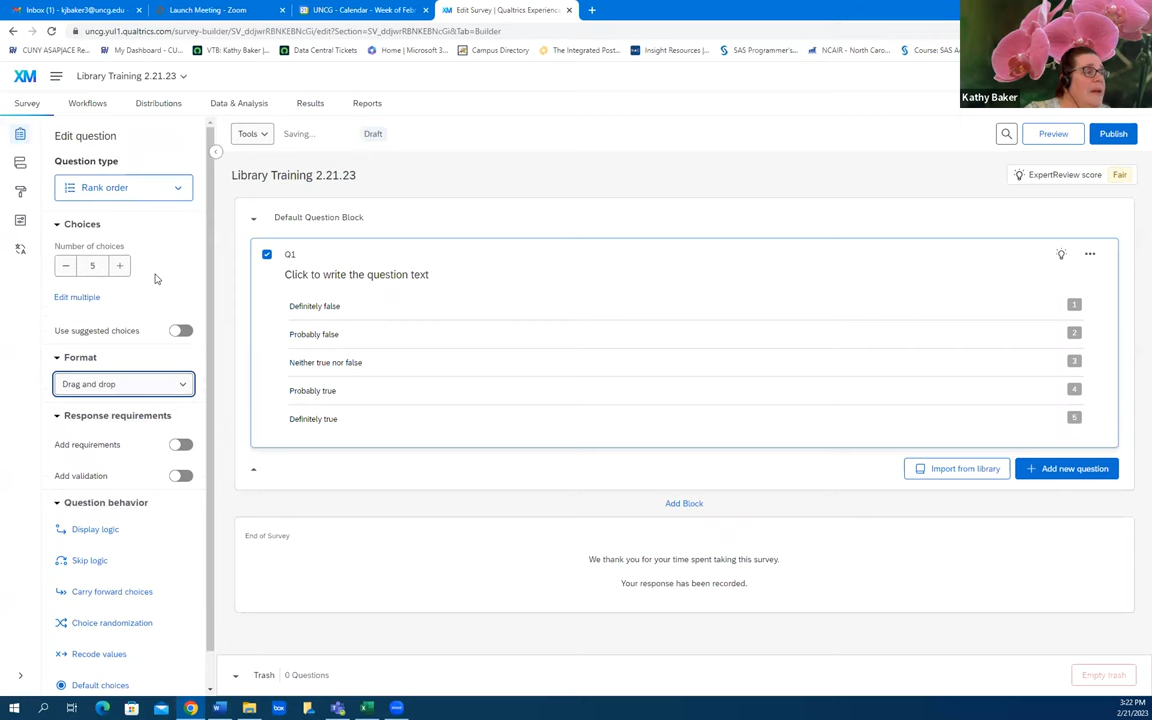 Inbox (1) - kjbaker@uncg.edu - ×
Launch Meeting - Zoom ×
UNCG - Calendar - Week of Feb ×
Edit Survey | Qualtrics Experienc ×
uncg.yul1.qualtrics.com/survey-builder/SV_ddjwrRBNKEBNcGi/edit?Section=SV_ddjwrRBNKEBNcGi&Tab=Builder
CUNY ASAP|ACE R
My Dashboard - CU...
VTB: Kathy Baker |
Data Central Tickets
Home | Microsoft 3...
Campus Directory
The Integrated Post...
Insight Resources |...
SAS Programmer's...
NCAIR - North Caro...
Course: SAS
Kathy Baker
XM
Library Training 2.21.23
Survey
Workflows
Distributions
Data & Analysis
Results
Reports
Edit question
Question type
Rank order
Choices
Number of choices
− 5 +
Edit multiple
Use suggested choices
Format
Drag and drop
Response requirements
Add requirements
Add validation
Question behavior
Display logic
Skip logic
Carry forward choices
Choice randomization
Recode values
Default choices
Tools
Saving...
Draft
Preview
Publish
Library Training 2.21.23
ExpertReview score Fair
Default Question Block
Q1
Click to write the question text
Definitely false 1
Probably false 2
Neither true nor false 3
Probably true 4
Definitely true 5
Import from library
+ Add new question
Add Block
End of Survey
We thank you for your time spent taking this survey.
Your response has been recorded.
Trash | 0 Questions
Empty trash
3:22 PM
2/21/2023